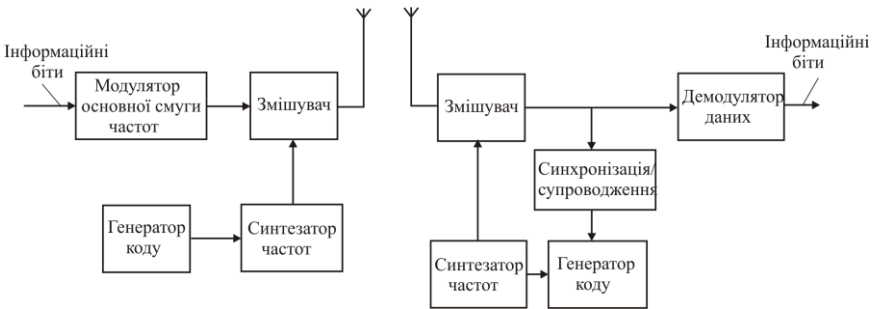 Інформаційні
біти
Модулятор
основної смуги
частот
Змішувач
Генератор
коду
Синтезатор
частот
Інформаційні
біти
Змішувач
Демодулятор
даних
Синхронізація/
супроводження
Синтезатор
частот
Генератор
коду